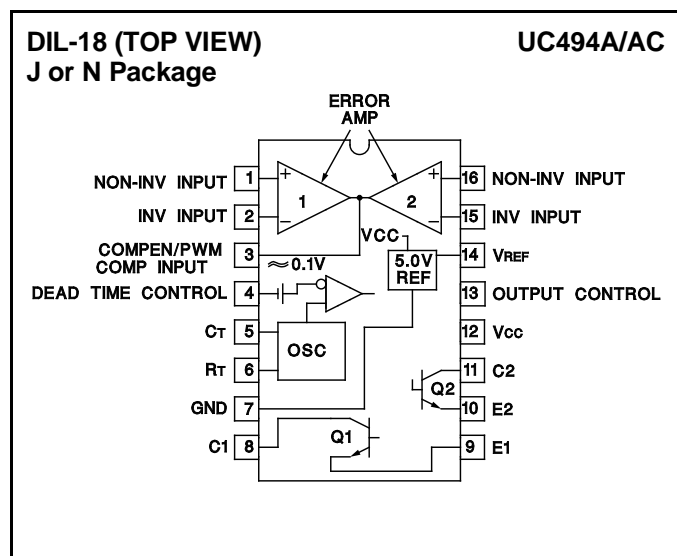 DIL-18 (TOP VIEW) UC494A/AC
J or N Package
ERROR
AMP
NON-INV INPUT 1 + 1 2 + 16 NON-INV INPUT
INV INPUT 2 − − 15 INV INPUT
COMPEN/PWM
COMP INPUT 3 ≈0.1V VCC 5.0V
REF 14 VREF
DEAD TIME CONTROL 4 13 OUTPUT CONTROL
CT 5 OSC 12 VCC
RT 6 Q2 11 C2
GND 7 10 E2
C1 8 Q1 9 E1